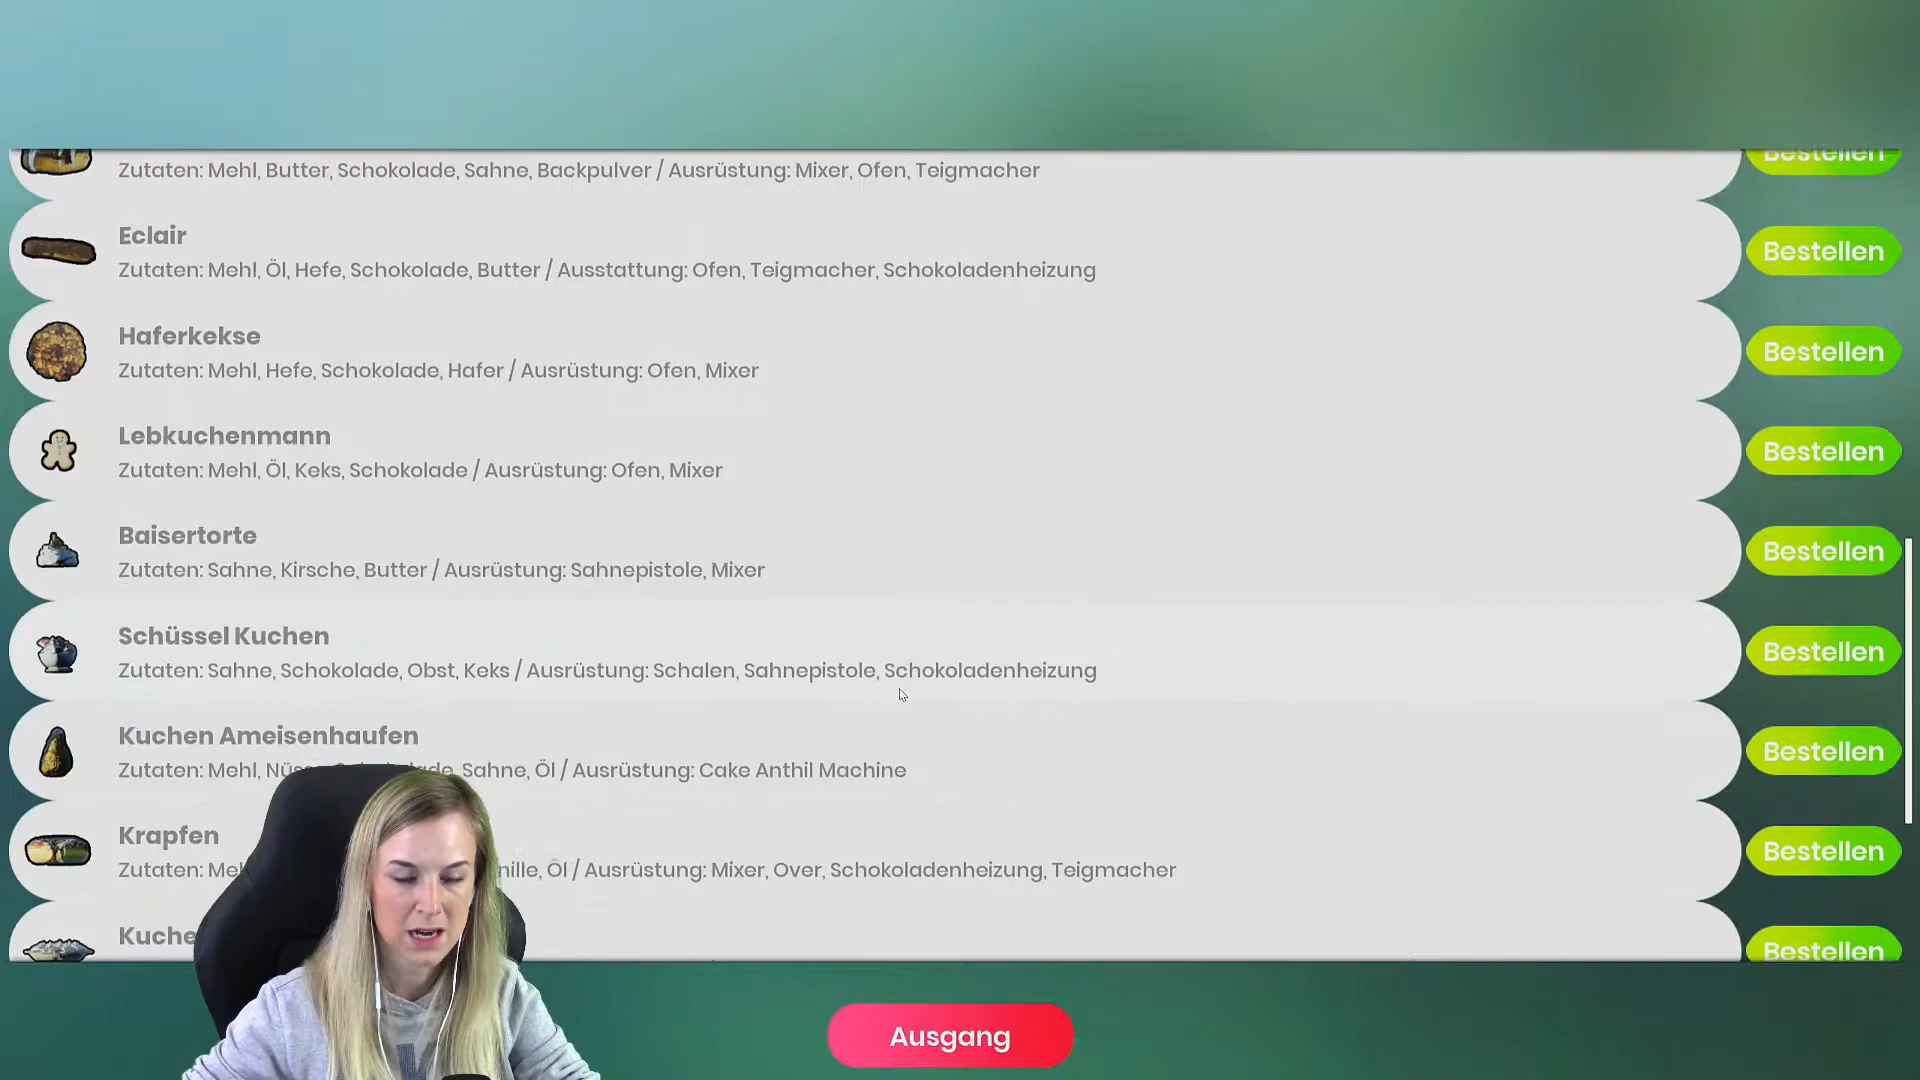 Zutaten: Mehl, Butter, Schokolade, Sahne, Backpulver / Ausrüstung: Mixer, Ofen, Teigmacher
Bestellen
Eclair
Zutaten: Mehl, Öl, Hefe, Schokolade, Butter / Ausstattung: Ofen, Teigmacher, Schokoladenheizung
Bestellen
Haferkekse
Zutaten: Mehl, Hefe, Schokolade, Hafer / Ausrüstung: Ofen, Mixer
Bestellen
Lebkuchenmann
Zutaten: Mehl, Öl, Keks, Schokolade / Ausrüstung: Ofen, Mixer
Bestellen
Baisertorte
Zutaten: Sahne, Kirsche, Butter / Ausrüstung: Sahnepistole, Mixer
Bestellen
Schüssel Kuchen
Zutaten: Sahne, Schokolade, Obst, Keks / Ausrüstung: Schalen, Sahnepistole, Schokoladenheizung
Bestellen
Kuchen Ameisenhaufen
Zutaten: Mehl, Sahne, Öl / Ausrüstung: Cake Anthil Machine
Bestellen
Krapfen
Zutaten: Öl / Ausrüstung: Mixer, Over, Schokoladenheizung, Teigmacher
Bestellen
Bestellen
Ausgang